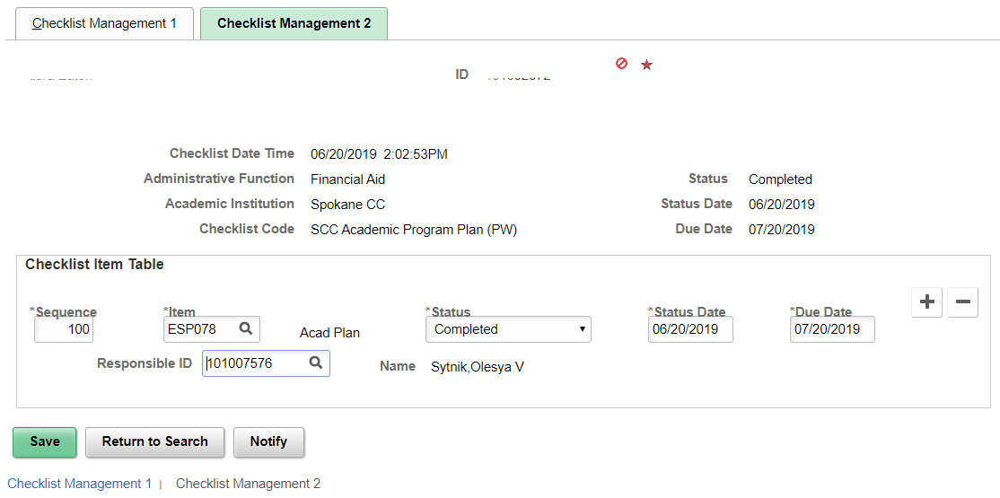 Checklist Management 1 Checklist Management 2
ID
Checklist Date Time 06/20/2019 2:02:53PM
Administrative Function Financial Aid Status Completed
Academic Institution Spokane CC Status Date 06/20/2019
Checklist Code SCC Academic Program Plan (PW) Due Date 07/20/2019
Checklist Item Table
*Sequence *Item *Status *Status Date *Due Date
100 ESP078 Acad Plan Completed 06/20/2019 07/20/2019
Responsible ID 101007576 Name Sytnik,Olesya V
Save Return to Search Notify
Checklist Management 1 | Checklist Management 2